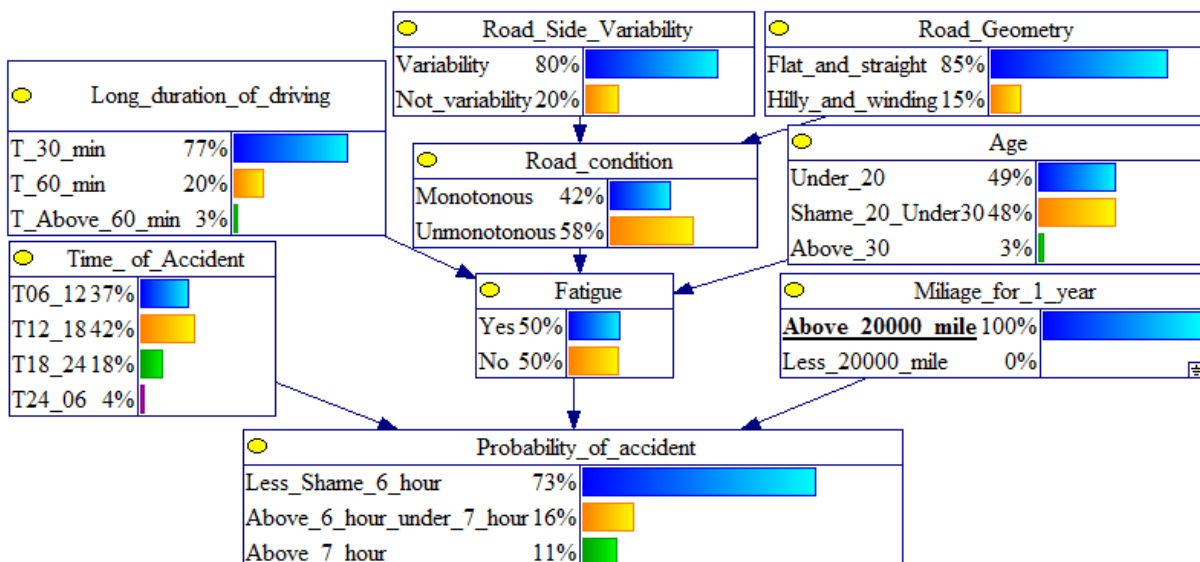 Road_Side_Variability
Variability 80%
Not_variability 20%
Road_Geometry
Flat_and_straight 85%
Hilly_and_winding 15%
Long_duration_of_driving
T_30_min 77%
T_60_min 20%
T_Above_60_min 3%
Road_condition
Monotonous 42%
Unmonotonous 58%
Age
Under_20 49%
Shame_20_Under30 48%
Above_30 3%
Time_ of_Accident
T06_12 37%
T12_18 42%
T18_24 18%
T24_06 4%
Fatigue
Yes 50%
No 50%
Miliage_for_1_year
Above_20000_mile 100%
Less_20000_mile 0%
Probability_of_accident
Less_Shame_6_hour 73%
Above_6_hour_under_7_hour 16%
Above_7_hour 11%